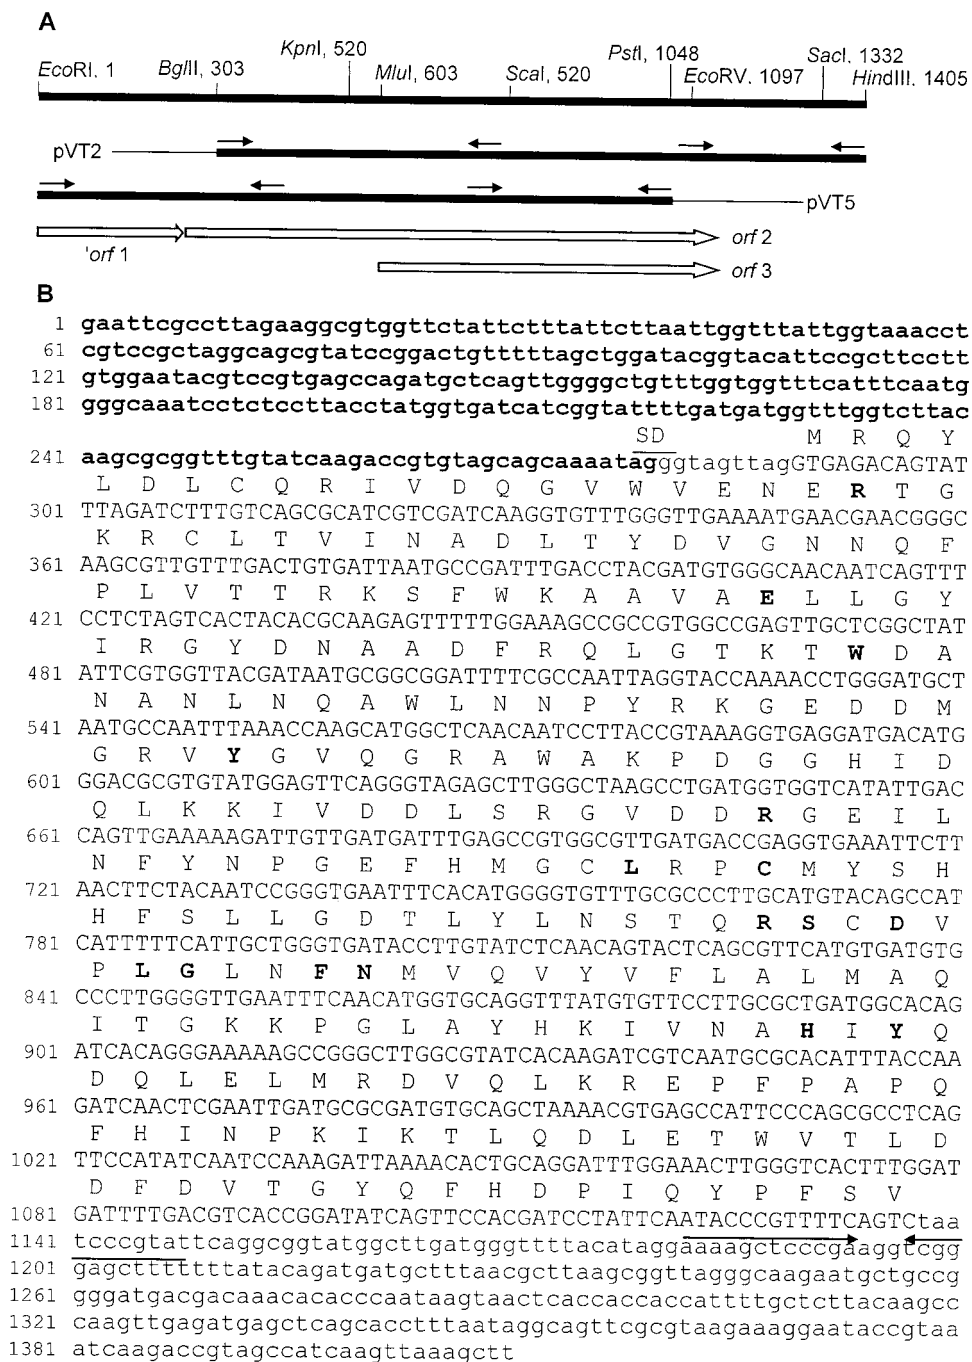 A
EcoRI, 1
BglII, 303
KpnI, 520
MluI, 603
ScaI, 520
PstI, 1048
EcoRV, 1097
SacI, 1332
HindIII, 1405
pVT2
pVT5
'orf 1
orf 2
orf 3
B
1 gaattcgccttagaaggcgtggttctattctttattcttaattggtttattggtaaacct
61 cgtccgctaggcagcgtatccggactgtttttagctggatacggtacattccgcttcctt
121 gtggaatacgtccgtgagccagatgctcagttggggctgtttggtggtttcatttcaatg
181 gggcaaatcctctccttacctatggtgatcatcggtattttgatgatggtttggtcttac
SD M R Q Y
241 aagcgcggtttgtatcaagaccgtgtagcagcaaaatagggtagttagGTGAGACAGTAT
L D L C Q R I V D Q G V W V E N E R T G
301 TTAGATCTTTGTCAGCGCATCGTCGATCAAGGTGTTTGGGTTGAAAATGAACGAACGGGC
K R C L T V I N A D L T Y D V G N N Q F
361 AAGCGTTGTTTGACTGTGATTAATGCCGATTTGACCTACGATGTGGGCAACAATCAGTTT
P L V T T R K S F W K A A V A E L L G Y
421 CCTCTAGTCACTACACGCAAGAGTTTTTGGAAAGCCGCCGTGGCCGAGTTGCTCGGCTAT
I R G Y D N A A D F R Q L G T K T W D A
481 ATTCGTGGTTACGATAATGCGGCGGATTTTCGCCAATTAGGTACCAAAACCTGGGATGCT
N A N L N Q A W L N N P Y R K G E D D M
541 AATGCCAATTTAAACCAAGCATGGCTCAACAATCCTTACCGTAAAGGTGAGGATGACATG
G R V Y G V Q G R A W A K P D G G H I D
601 GGACGCGTGTATGGAGTTCAGGGTAGAGCTTGGGCTAAGCCTGATGGTGGTCATATTGAC
Q L K K I V D D L S R G V D D R G E I L
661 CAGTTGAAAAAGATTGTTGATGATTTGAGCCGTGGCGTTGATGACCGAGGTGAAATTCTT
N F Y N P G E F H M G C L R P C M Y S H
721 AACTTCTACAATCCGGGTGAATTTCACATGGGGTGTTTGCGCCCTTGCATGTACAGCCAT
H F S L L G D T L Y L N S T Q R S C D V
781 CATTTTTCATTGCTGGGTGATACCTTGTATCTCAACAGTACTCAGCGTTCATGTGATGTG
P L G L N F N M V Q V Y V F L A L M A Q
841 CCCTTGGGGTTGAATTTCAACATGGTGCAGGTTTATGTGTTCCTTGCGCTGATGGCACAG
I T G K K P G L A Y H K I V N A H I Y Q
901 ATCACAGGGAAAAAGCCGGGCTTGGCGTATCACAAGATCGTCAATGCGCACATTTACCAA
D Q L E L M R D V Q L K R E P F P A P Q
961 GATCAACTCGAATTGATGCGCGATGTGCAGCTAAAACGTGAGCCATTCCCAGCGCCTCAG
F H I N P K I K T L Q D L E T W V T L D
1021 TTCCATATCAATCCAAAGATTAAAACACTGCAGGATTTGGAAACTTGGGTCACTTTGGAT
D F D V T G Y Q F H D P I Q Y P F S V
1081 GATTTTGACGTCACCGGATATCAGTTCCACGATCCTATTCAATACCCGTTTTCAGTCtaa
1141 tcccgtattcaggcggtatggcttgatgggttttacataggaaaagctcccgaaggtcggg
1201 gagcttttttttatacagatgatgctttaacgcttaagcggttagggcaagaatgctgccg
1261 gggatgacgacaaacacacccaataagtaactcaccaccaccattttgctcttacaagcc
1321 caagttgagatgagctcagcacctttaataggcagttcgcgtaagaaaggaataccgtaa
1381 atcaagaccgtagccatcaagttaaagctt